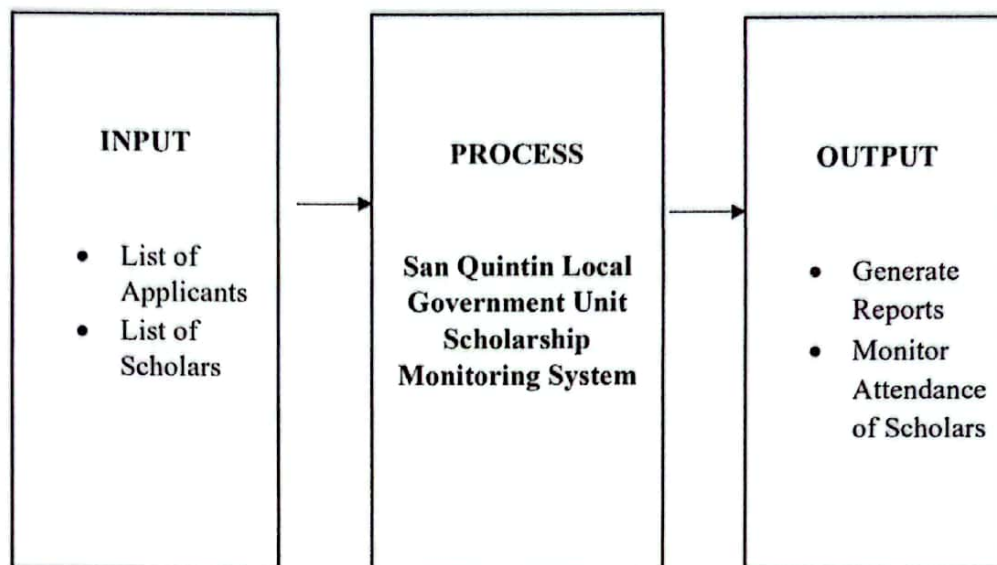 INPUT
• List of
Applicants
• List of
Scholars
PROCESS
San Quintin Local
Government Unit
Scholarship
Monitoring System
OUTPUT
• Generate
Reports
• Monitor
Attendance
of Scholars